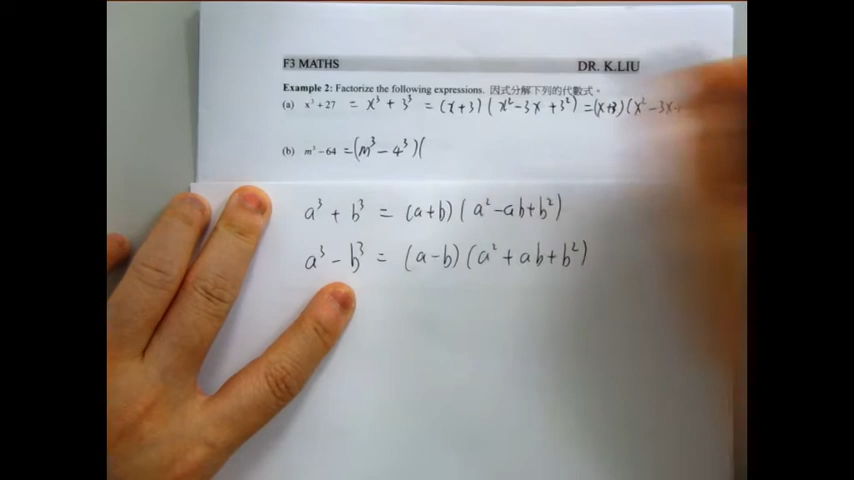 F3 MATHS DR. K.LIU
Example 2: Factorize the following expressions. 因式分解下列的代數式。
(a) x³ + 27 = x³ + 3³ = (x+3)(x² - 3x + 3²) = (x+3)(x² - 3x
(b) m³ - 64 = (m³ - 4³)(
a³ + b³ = (a+b)(a² - ab + b²)
a³ - b³ = (a-b)(a² + ab + b²)